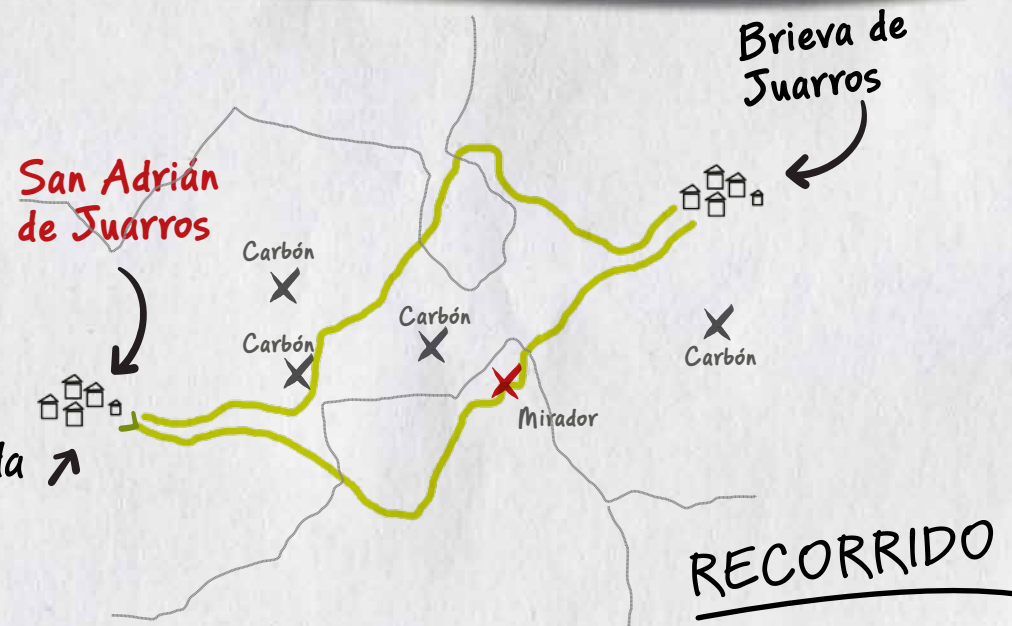 Brieva de
Juarros
San Adrián
de Juarros
Carbón
Carbón
Carbón
Carbón
Mirador
RECORRIDO